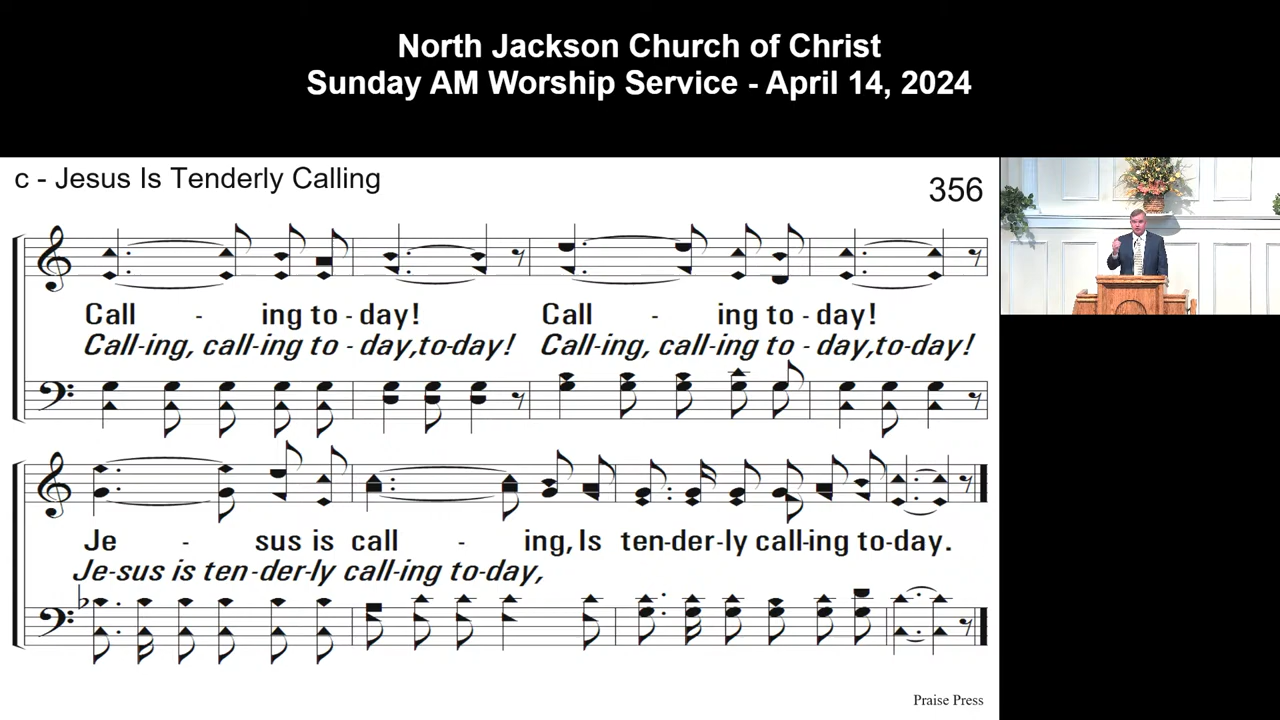 North Jackson Church of Christ
Sunday AM Worship Service - April 14, 2024
c - Jesus Is Tenderly Calling
356
Call - ing to - day! Call - ing to - day!
Call-ing, call-ing to - day,to-day! Call-ing, call-ing to - day,to-day!
Je - sus is call - ing, Is ten-der-ly call-ing to-day.
Je-sus is ten-der-ly call-ing to-day,
Praise Press